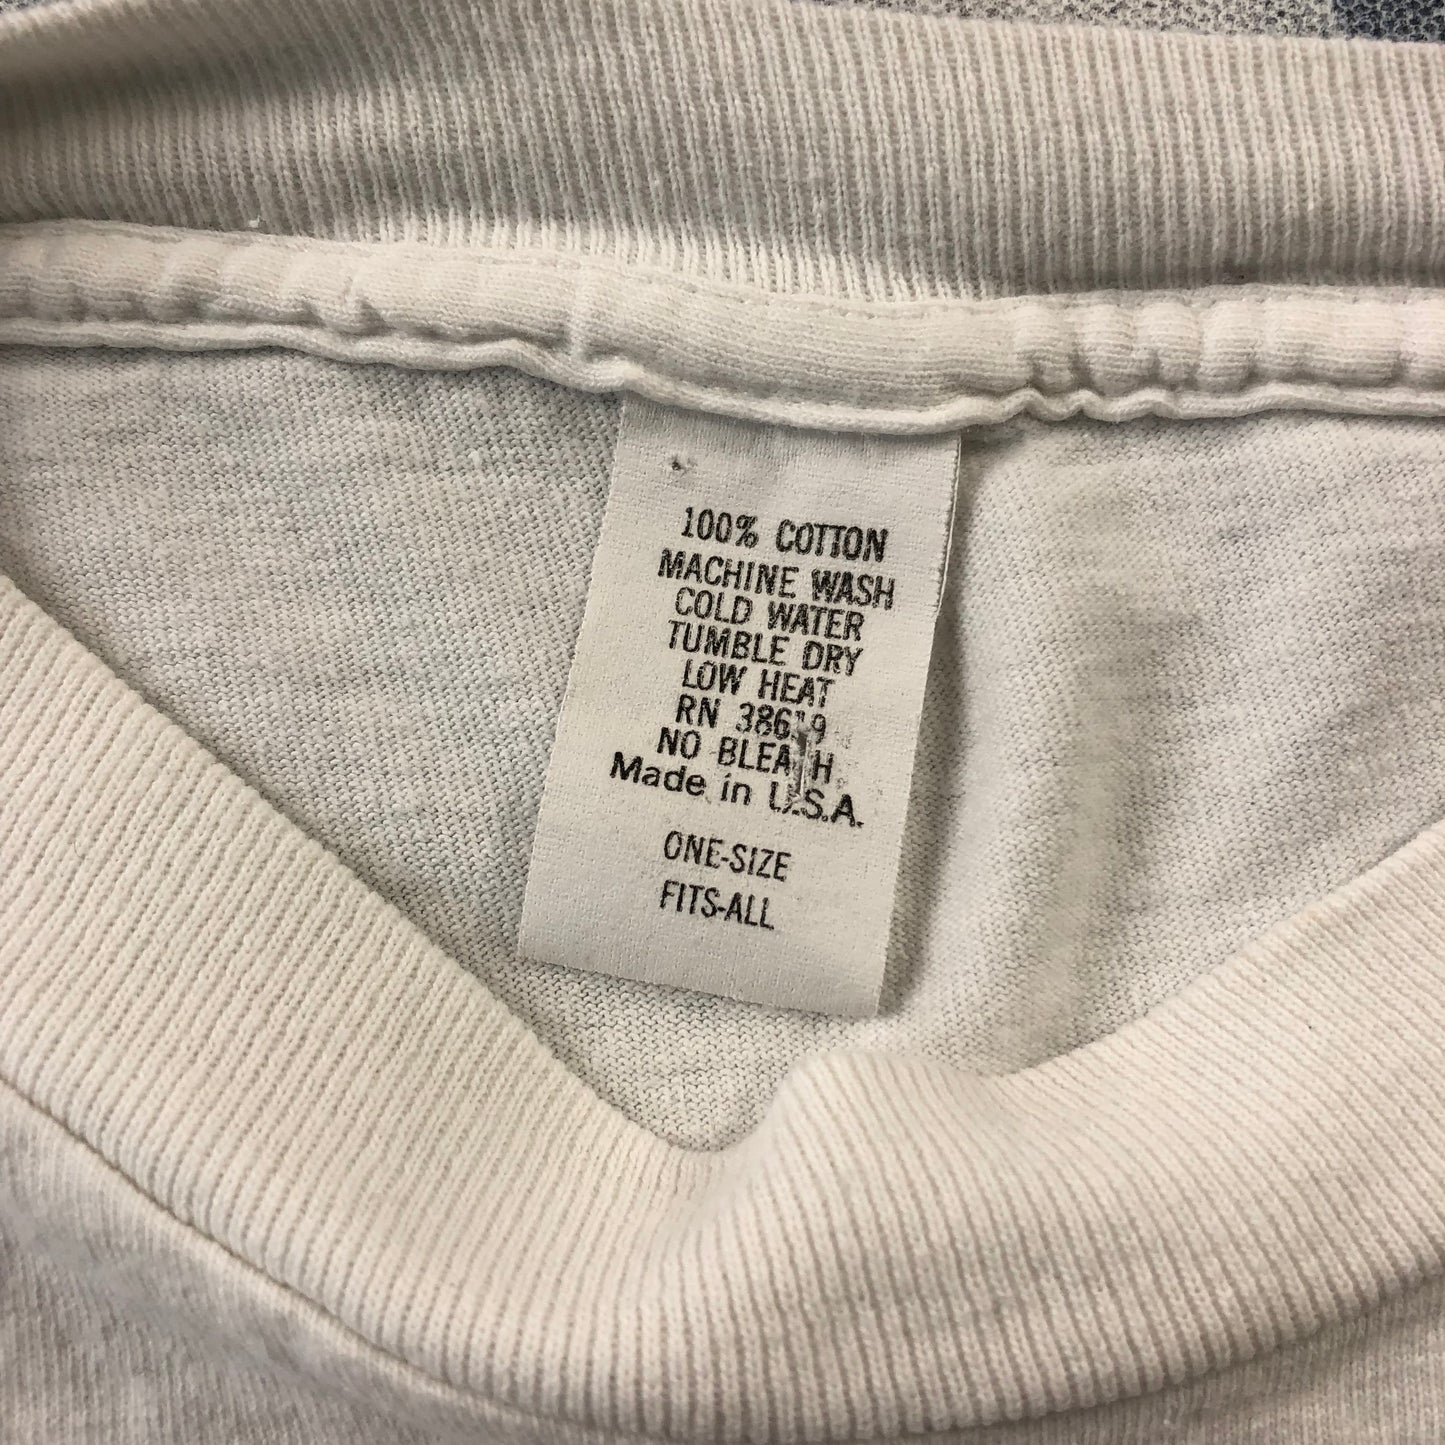 100% COTTON
MACHINE WASH
COLD WATER
TUMBLE DRY
LOW HEAT
RN
NO BLEACH
Made in U.S.A.
ONE-SIZE
FITS-ALL